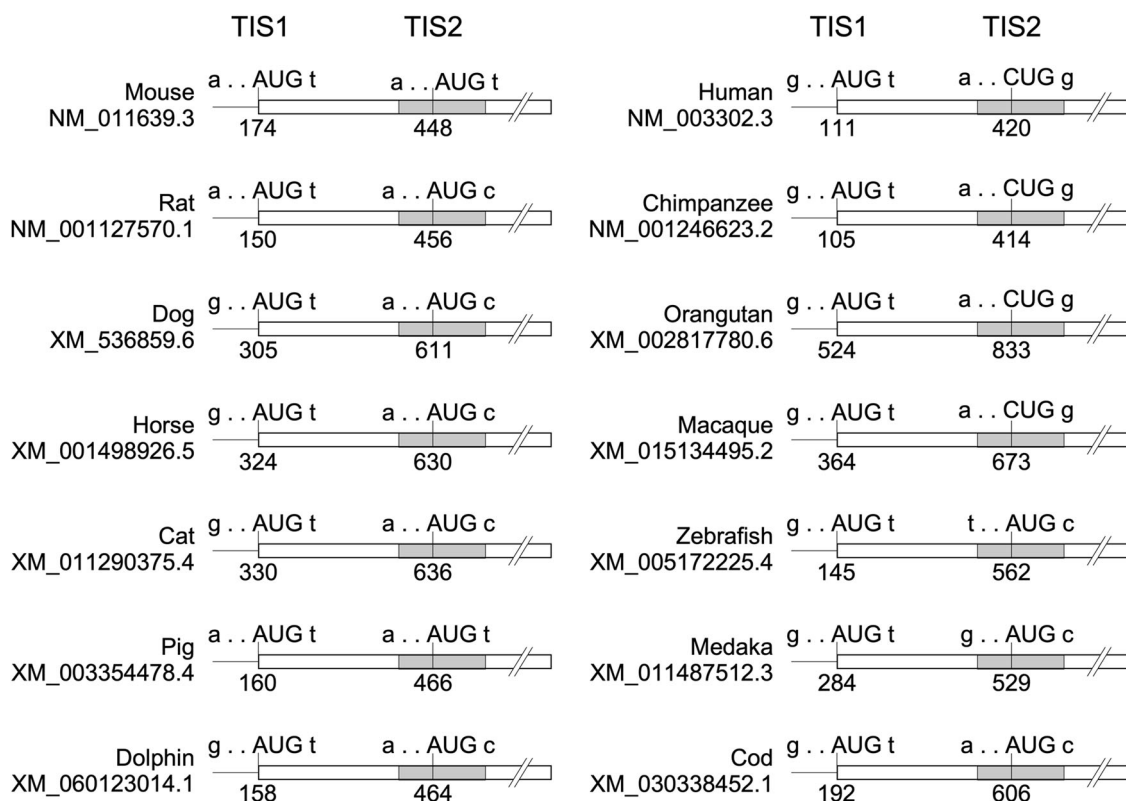 TIS1 TIS2
a . . AUG t a . . AUG t
Mouse
NM_011639.3
174 448
a . . AUG t a . . AUG c
Rat
NM_001127570.1
150 456
g . . AUG t a . . AUG c
Dog
XM_536859.6
305 611
g . . AUG t a . . AUG c
Horse
XM_001498926.5
324 630
g . . AUG t a . . AUG c
Cat
XM_011290375.4
330 636
a . . AUG t a . . AUG t
Pig
XM_003354478.4
160 466
g . . AUG t a . . AUG c
Dolphin
XM_060123014.1
158 464
TIS1 TIS2
g . . AUG t a . . CUG g
Human
NM_003302.3
111 420
g . . AUG t a . . CUG g
Chimpanzee
NM_001246623.2
105 414
g . . AUG t a . . CUG g
Orangutan
XM_002817780.6
524 833
g . . AUG t a . . CUG g
Macaque
XM_015134495.2
364 673
g . . AUG t t . . AUG c
Zebrafish
XM_005172225.4
145 562
g . . AUG t g . . AUG c
Medaka
XM_011487512.3
284 529
g . . AUG t a . . AUG c
Cod
XM_030338452.1
192 606